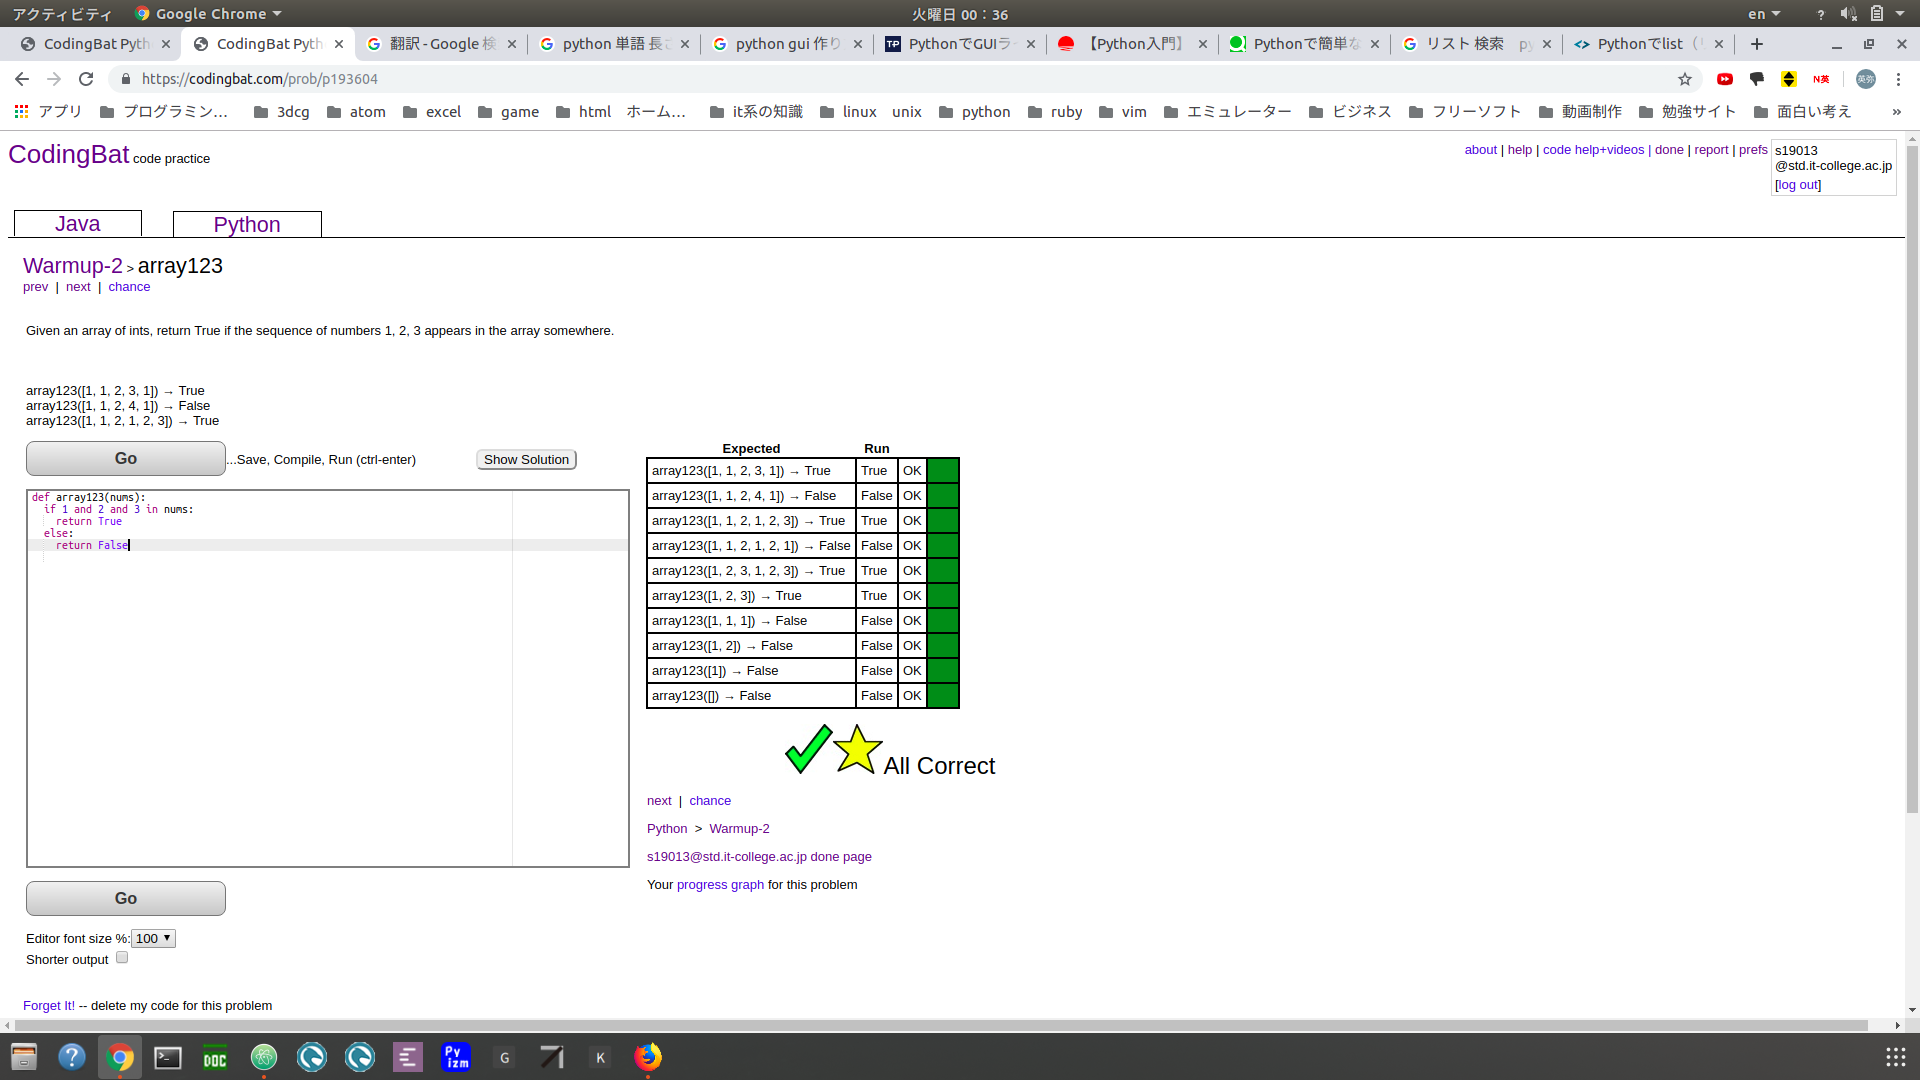 アクティビティ Google Chrome 火曜日 00:36 en ?
CodingBat Pyth CodingBat Pyth 翻訳 - Google 検 python 単語 長さ python gui 作り PythonでGUIラ 【Python入門】 Pythonで簡単な リスト 検索 py Pythonでlist（リ
https://codingbat.com/prob/p193604 N英 英弥
アプリ プログラミン... 3dcg atom excel game html ホーム... it系の知識 linux unix python ruby vim エミュレーター ビジネス フリーソフト 動画制作 勉強サイト 面白い考え »
CodingBat code practice
about | help | code help+videos | done | report | prefs
s19013
@std.it-college.ac.jp
[log out]
Java Python
Warmup-2 > array123
prev | next | chance
Given an array of ints, return True if the sequence of numbers 1, 2, 3 appears in the array somewhere.
array123([1, 1, 2, 3, 1]) → True
array123([1, 1, 2, 4, 1]) → False
array123([1, 1, 2, 1, 2, 3]) → True
Go ...Save, Compile, Run (ctrl-enter) Show Solution
def array123(nums):
if 1 and 2 and 3 in nums:
return True
else:
return False
Expected Run
array123([1, 1, 2, 3, 1]) → True True OK
array123([1, 1, 2, 4, 1]) → False False OK
array123([1, 1, 2, 1, 2, 3]) → True True OK
array123([1, 1, 2, 1, 2, 1]) → False False OK
array123([1, 2, 3, 1, 2, 3]) → True True OK
array123([1, 2, 3]) → True True OK
array123([1, 1, 1]) → False False OK
array123([1, 2]) → False False OK
array123([1]) → False False OK
array123([]) → False False OK
All Correct
next | chance
Python > Warmup-2
s19013@std.it-college.ac.jp done page
Your progress graph for this problem
Go
Editor font size %: 100
Shorter output
Forget It! -- delete my code for this problem
DOC Py izm G K